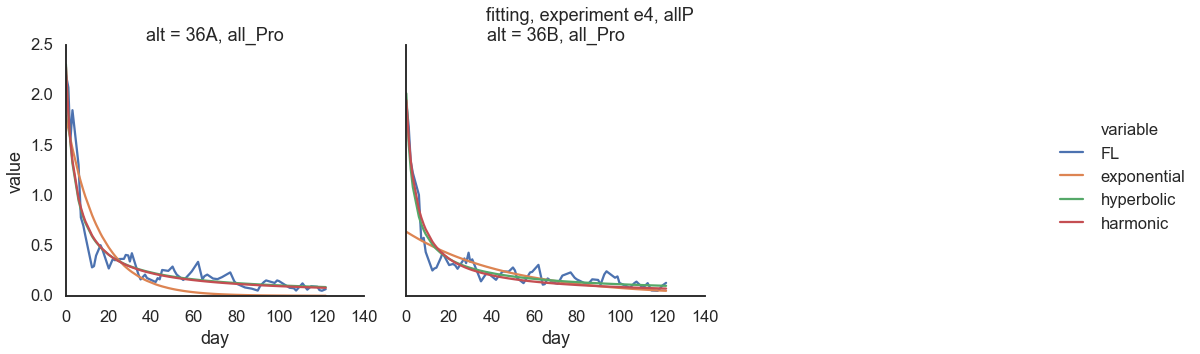 fitting, experiment e4, allP
alt = 36A, all_Pro
alt = 36B, all_Pro
2.5
2.0
1.5
1.0
0.5
0.0
value
0 20 40 60 80 100 120 140
day
0 20 40 60 80 100 120 140
day
variable
FL
exponential
hyperbolic
harmonic